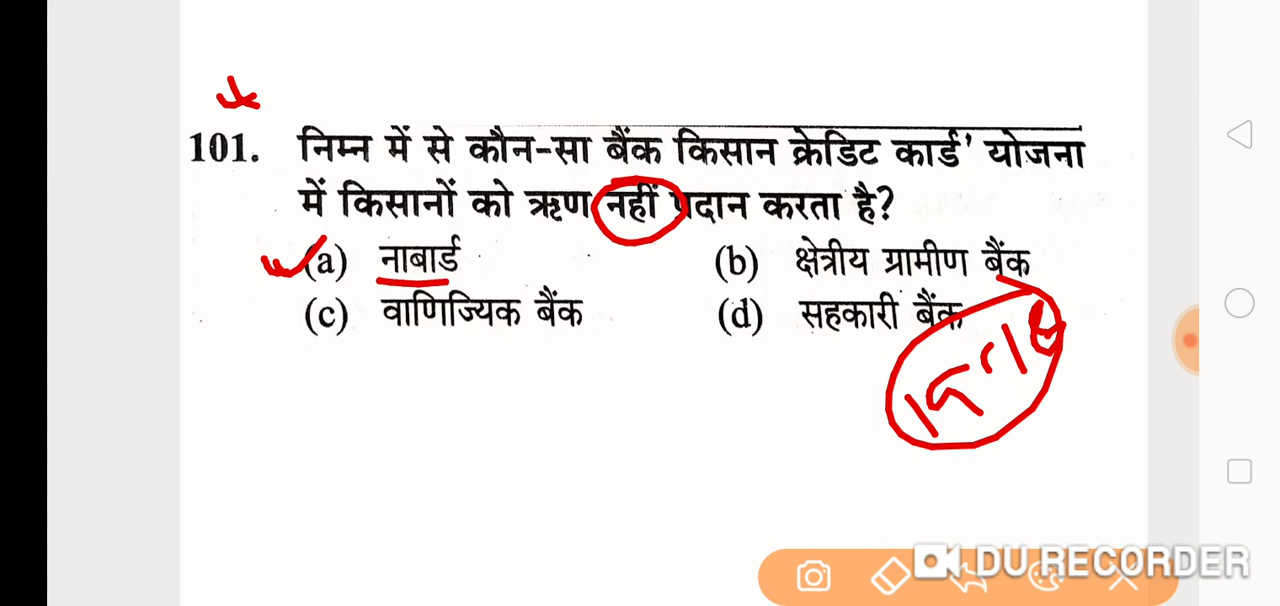 101. निम्न में से कौन-सा बैंक किसान क्रेडिट कार्ड' योजना
में किसानों को ऋण नहीं प्रदान करता है?
(a) नाबार्ड (b) क्षेत्रीय ग्रामीण बैंक
(c) वाणिज्यिक बैंक (d) सहकारी बैंक
DU RECORDER